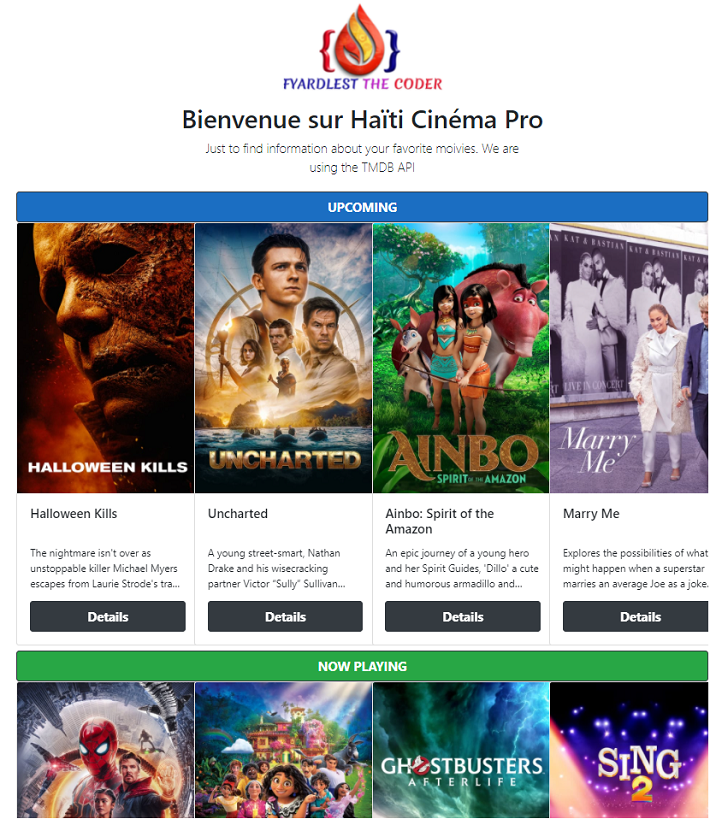 FYARDLEST THE CODER
Bienvenue sur Haïti Cinéma Pro
Just to find information about your favorite moivies. We are
using the TMDB API
UPCOMING
HALLOWEEN KILLS
UNCHARTED
AINBO
SPIRIT OF THE AMAZON
KAT & BASTIAN
KAT &
LIVE IN CONCERT
Marry
Me
Halloween Kills
The nightmare isn't over as
unstoppable killer Michael Myers
escapes from Laurie Strode's tra...
Details
Uncharted
A young street-smart, Nathan
Drake and his wisecracking
partner Victor “Sully” Sullivan...
Details
Ainbo: Spirit of the
Amazon
An epic journey of a young hero
and her Spirit Guides, 'Dillo' a cute
and humorous armadillo and...
Details
Marry Me
Explores the possibilities of what
might happen when a superstar
marries an average Joe as a joke.
Details
NOW PLAYING
GHOSTBUSTERS
AFTERLIFE
SING
2